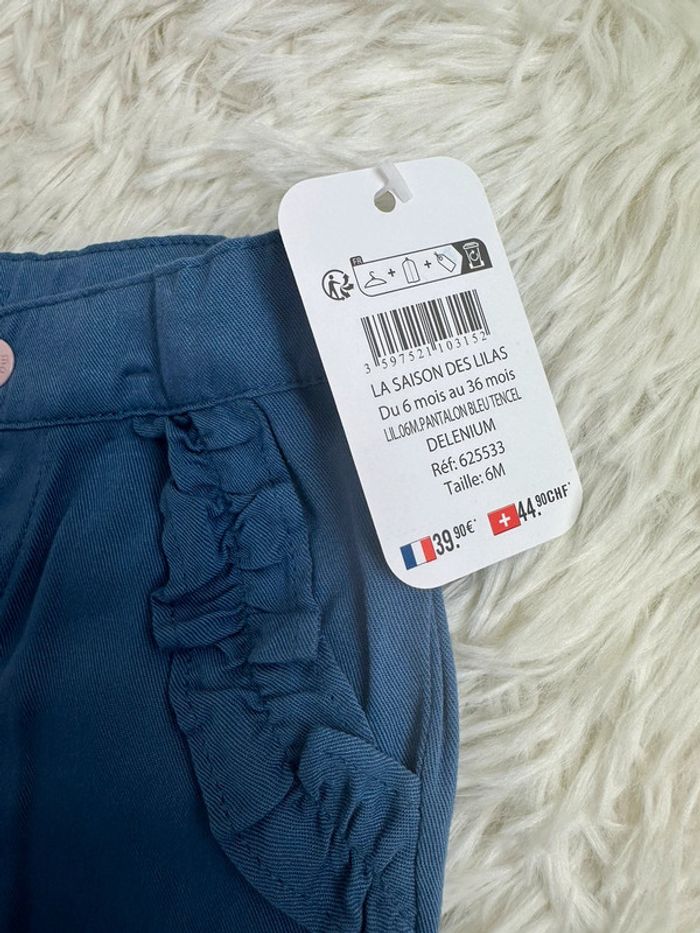 FR
3 597521 103152
LA SAISON DES LILAS
Du 6 mois au 36 mois
LIL.06M.PANTALON BLEU TENCEL
DELENIUM
Réf: 625533
Taille: 6M
39.90€*
44.90CHF*